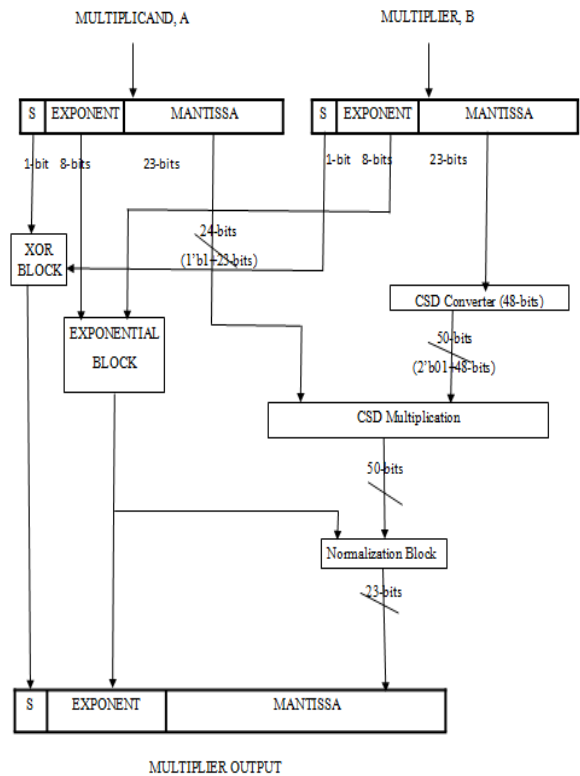 MULTIPLICAND, A
MULTIPLIER, B
S EXPONENT MANTISSA
S EXPONENT MANTISSA
1-bit 8-bits 23-bits
1-bit 8-bits 23-bits
24-bits
(1'b1+23-bits)
XOR
BLOCK
CSD Converter (48-bits)
EXPONENTIAL
BLOCK
50-bits
(2'b01+48-bits)
CSD Multiplication
50-bits
Normalization Block
23-bits
S EXPONENT MANTISSA
MULTIPLIER OUTPUT